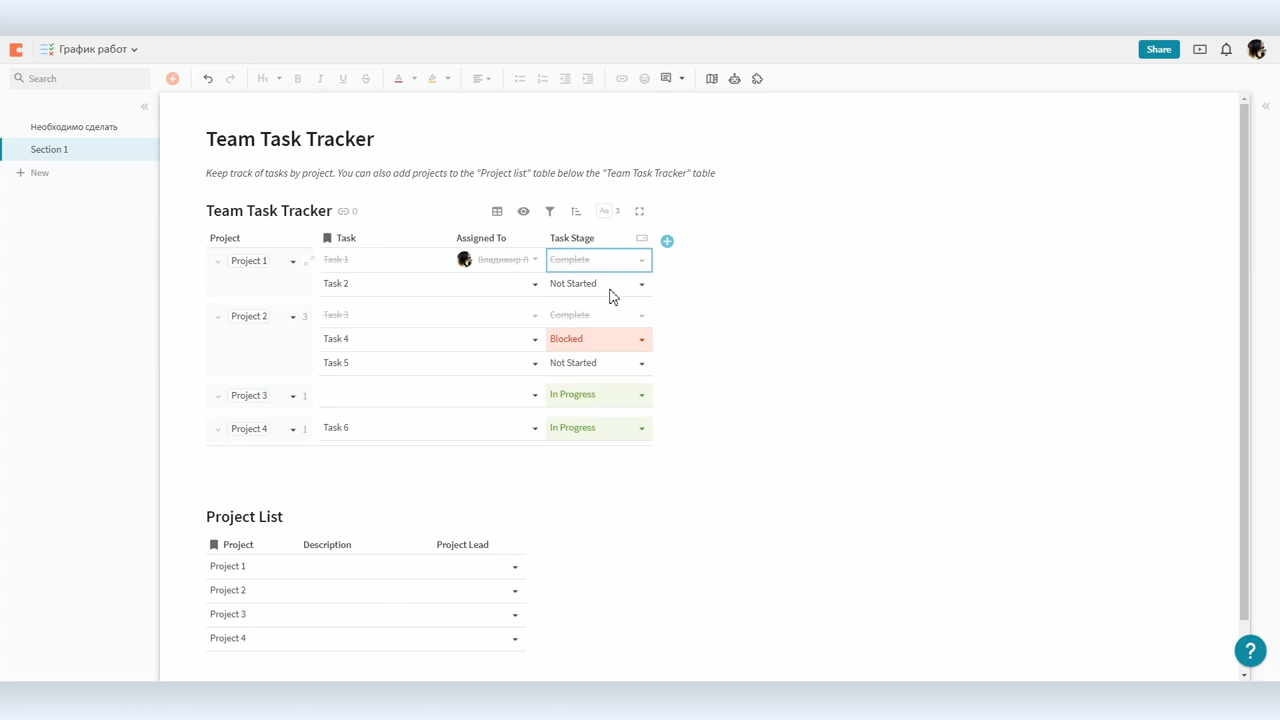 График работ
Share
Search
H₁ B I U S A
Необходимо сделать
Section 1
New
Team Task Tracker
Keep track of tasks by project. You can also add projects to the "Project list" table below the "Team Task Tracker" table
Team Task Tracker 0
Aa 3
Project Task Assigned To Task Stage
Project 1 Task 1 Владимир Л Complete
Task 2 Not Started
Project 2 3 Task 3 Complete
Task 4 Blocked
Task 5 Not Started
Project 3 1 In Progress
Project 4 1 Task 6 In Progress
Project List
Project Description Project Lead
Project 1
Project 2
Project 3
Project 4
?